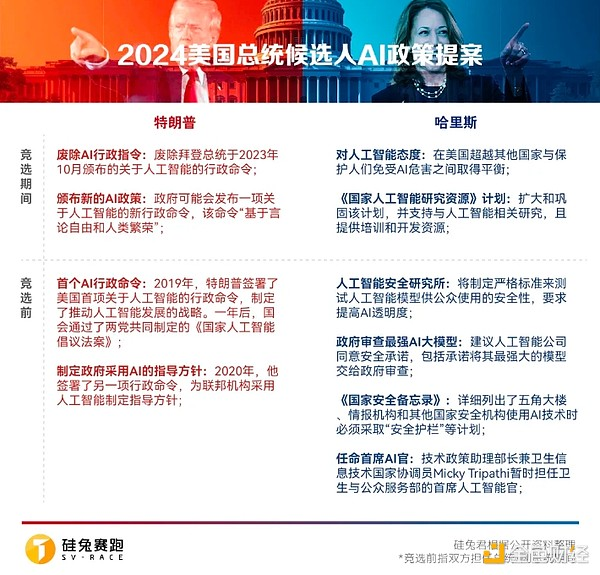 2024美国总统候选人AI政策提案
特朗普
哈里斯
竞选期间
废除AI行政指令：废除拜登总统于2023年
10月颁布的关于人工智能的行政命令；
颁布新的AI政策：政府可能会发布一项关
于人工智能的新行政命令，该命令“基于言
论自由和人类繁荣”；
对人工智能态度：在美国超越其他国家与保
护人们免受AI危害之间取得平衡；
《国家人工智能研究资源》计划：扩大和巩
固该计划，并支持与人工智能相关研究，且
提供培训和开发资源；
竞选前
首个AI行政命令：2019年，特朗普签署了
美国首项关于人工智能的行政命令，制定
了推动人工智能发展的战略。一年后，国
会通过了两党共同制定的《国家人工智能
倡议法案》；
制定政府采用AI的指导方针：2020年，他
签署了另一项行政命令，为联邦机构采用
人工智能制定指导方针；
人工智能安全研究所：将制定严格标准来测
试人工智能模型供公众使用的安全性，要求
提高AI透明度；
政府审查最强AI大模型：建议人工智能公司
同意安全承诺，包括承诺将其最强大的模型
交给政府审查；
《国家安全备忘录》：详细列出了五角大楼
、情报机构和其他国家安全机构使用AI技术时
必须采取“安全护栏”等计划；
任命首席AI官：技术政策助理部长兼卫生信
息技术国家协调员Micky Tripathi暂时担任卫
生与公众服务部的首席人工智能官；
硅兔赛跑
SV·RACE
硅兔君根据公开资料整理
*竞选前指双方担任
金色财经